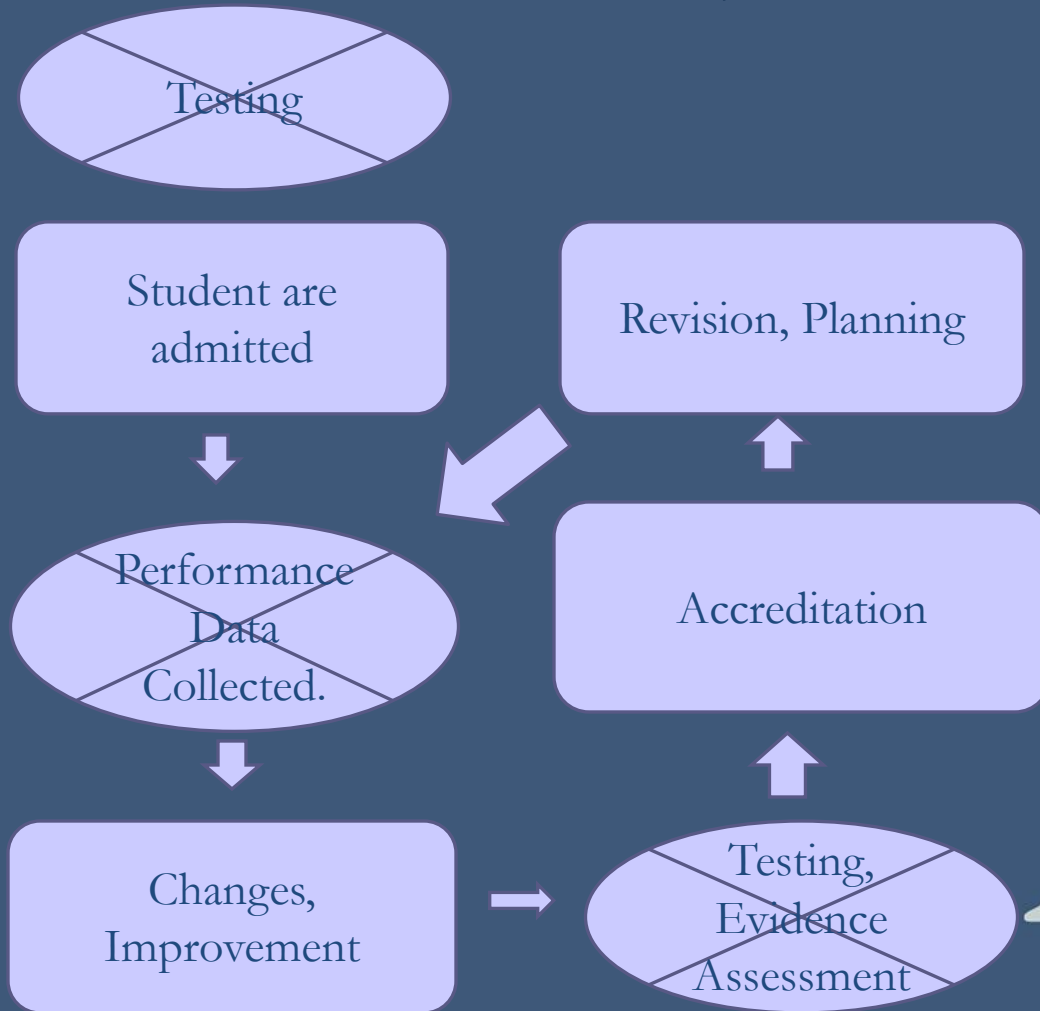 Testing
Student are
admitted
Revision, Planning
Performance
Data
Collected.
Accreditation
Changes,
Improvement
Testing,
Evidence
Assessment